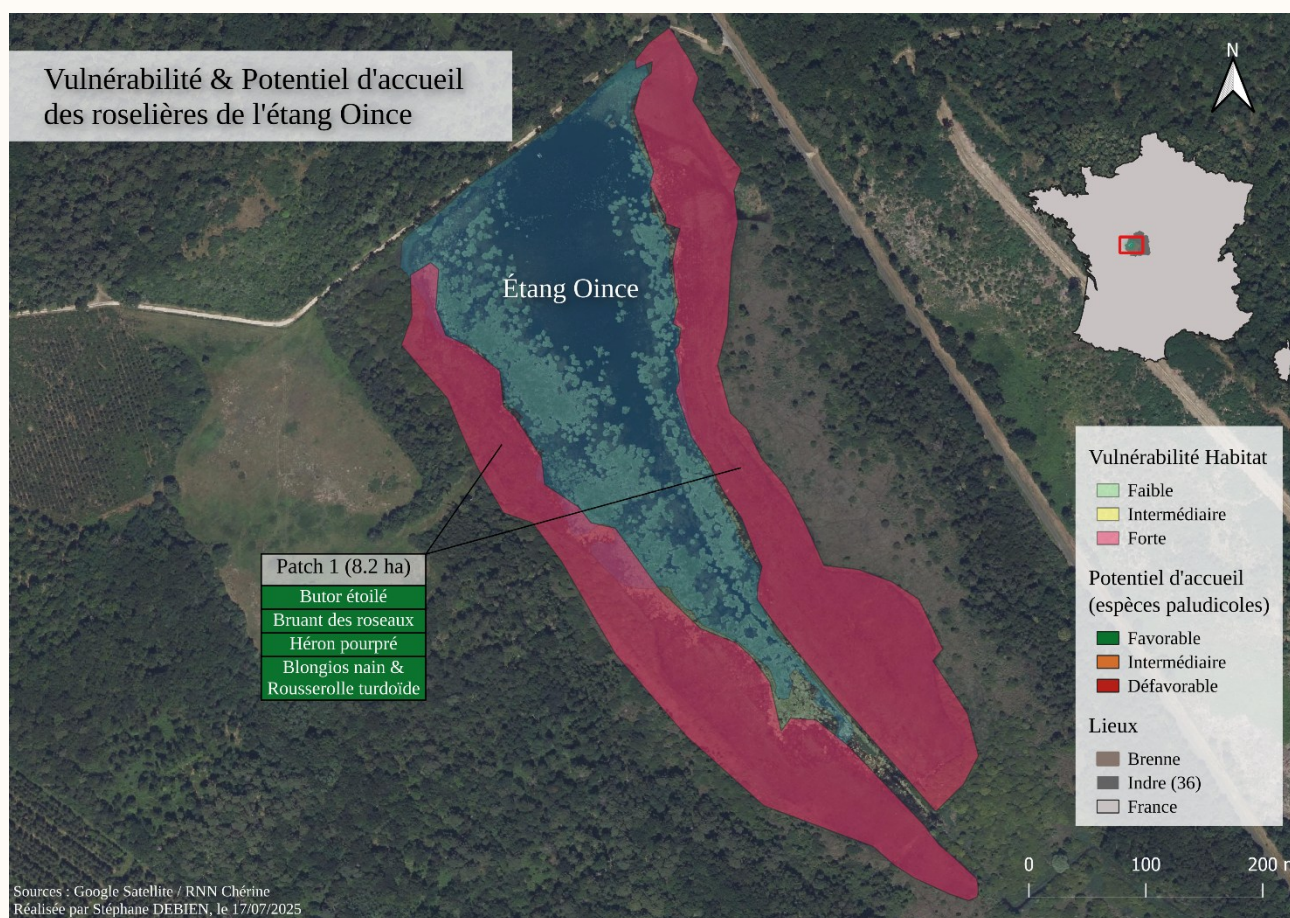 Vulnérabilité & Potentiel d'accueil
des roselières de l'étang Oince
N
Étang Oince
Patch 1 (8.2 ha)
Butor étoilé
Bruant des roseaux
Héron pourpré
Blongios nain &
Rousserolle turdoïde
Vulnérabilité Habitat
Faible
Intermédiaire
Forte
Potentiel d'accueil
(espèces paludicoles)
Favorable
Intermédiaire
Défavorable
Lieux
Brenne
Indre (36)
France
0 100 200 m
Sources : Google Satellite / RNN Chérine
Réalisée par Stéphane DEBIEN, le 17/07/2025